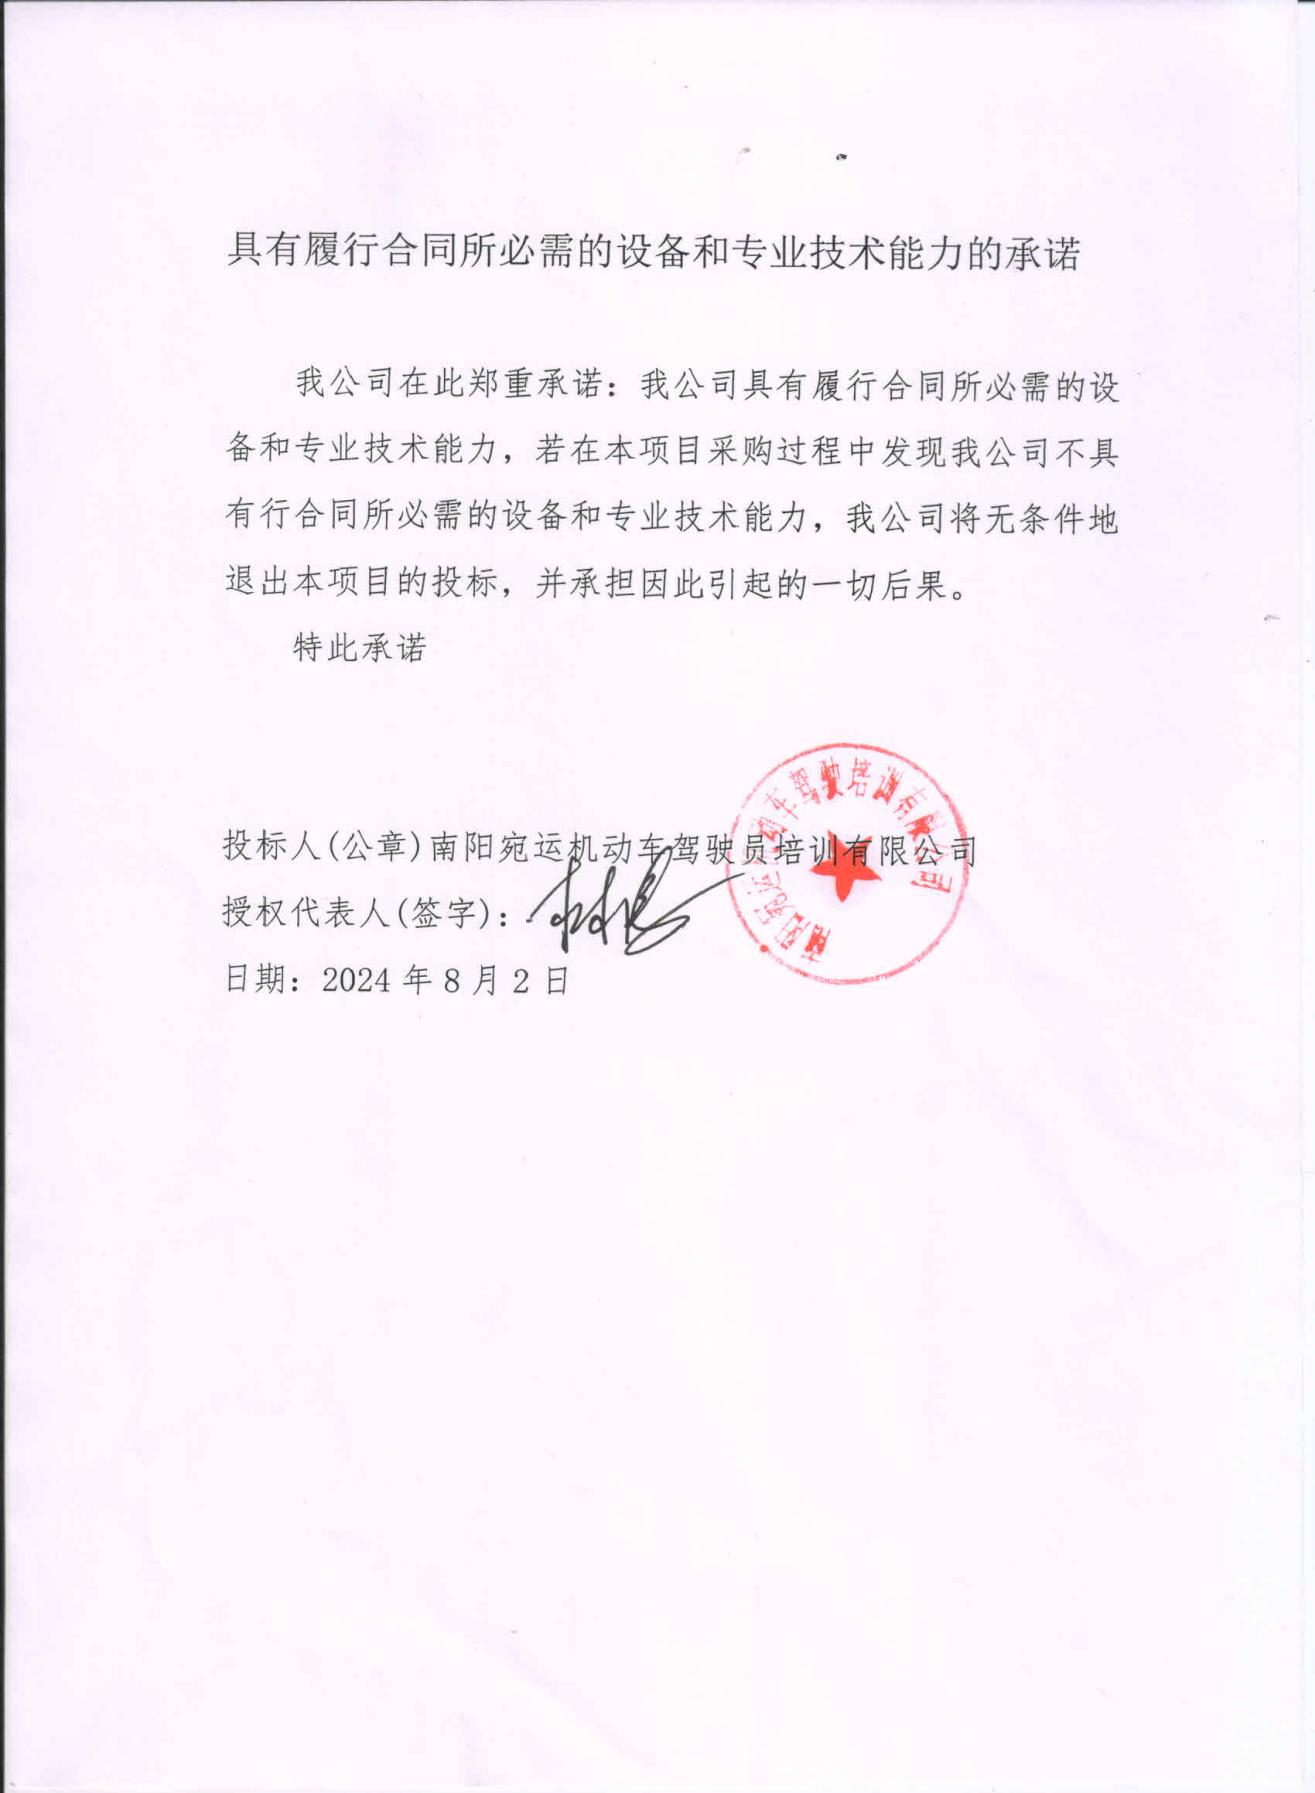 具有履行合同所必需的设备和专业技术能力的承诺
我公司在此郑重承诺：我公司具有履行合同所必需的设
备和专业技术能力，若在本项目采购过程中发现我公司不具
有行合同所必需的设备和专业技术能力，我公司将无条件地
退出本项目的投标，并承担因此引起的一切后果。
特此承诺
投标人(公章)南阳宛运机动车驾驶员培训有限公司
授权代表人(签字)：
日期：2024年8月2日